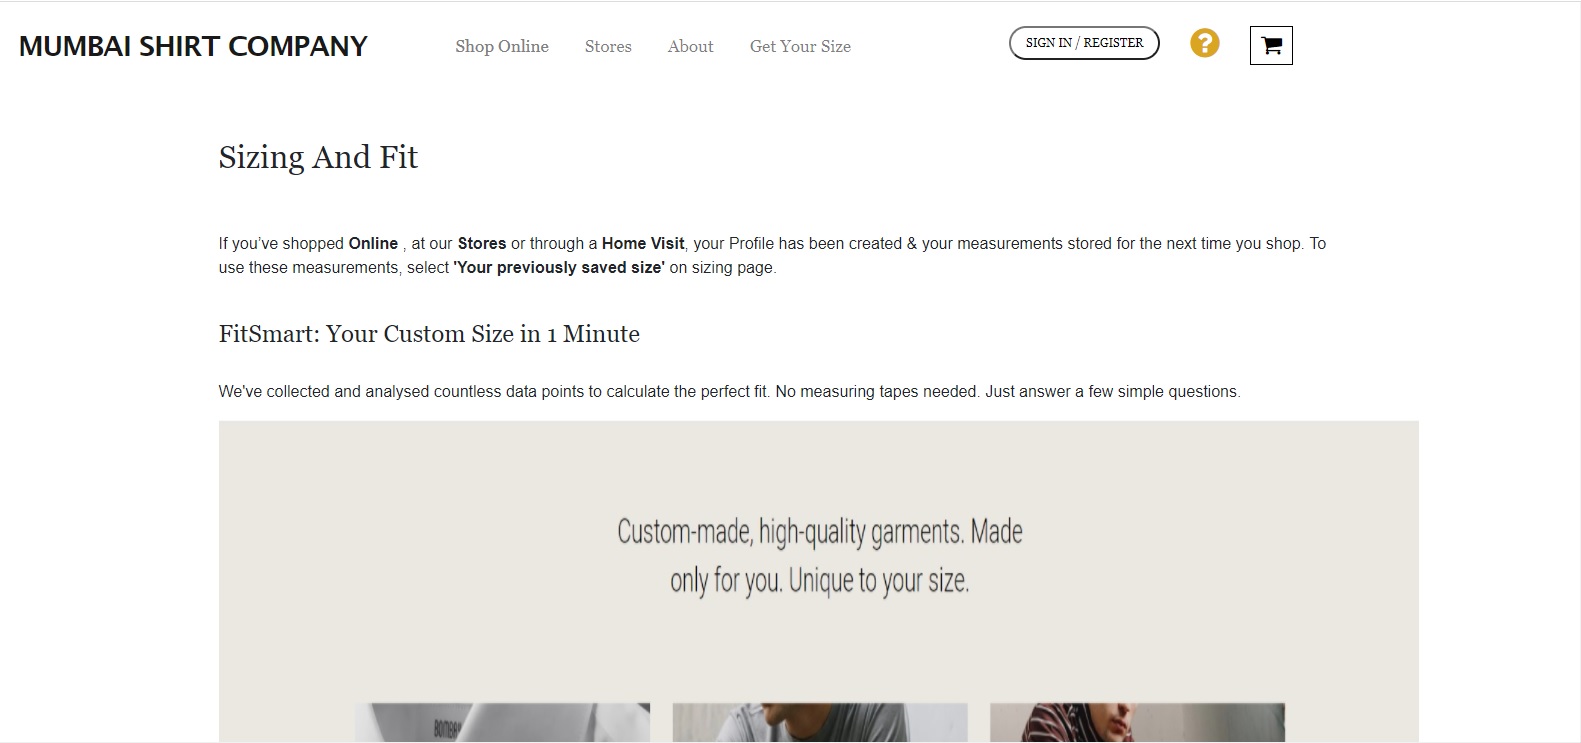 MUMBAI SHIRT COMPANY
Shop Online
Stores
About
Get Your Size
SIGN IN / REGISTER
?
Sizing And Fit
If you’ve shopped Online , at our Stores or through a Home Visit, your Profile has been created & your measurements stored for the next time you shop. To
use these measurements, select 'Your previously saved size' on sizing page.
FitSmart: Your Custom Size in 1 Minute
We've collected and analysed countless data points to calculate the perfect fit. No measuring tapes needed. Just answer a few simple questions.
Custom-made, high-quality garments. Made
only for you. Unique to your size.